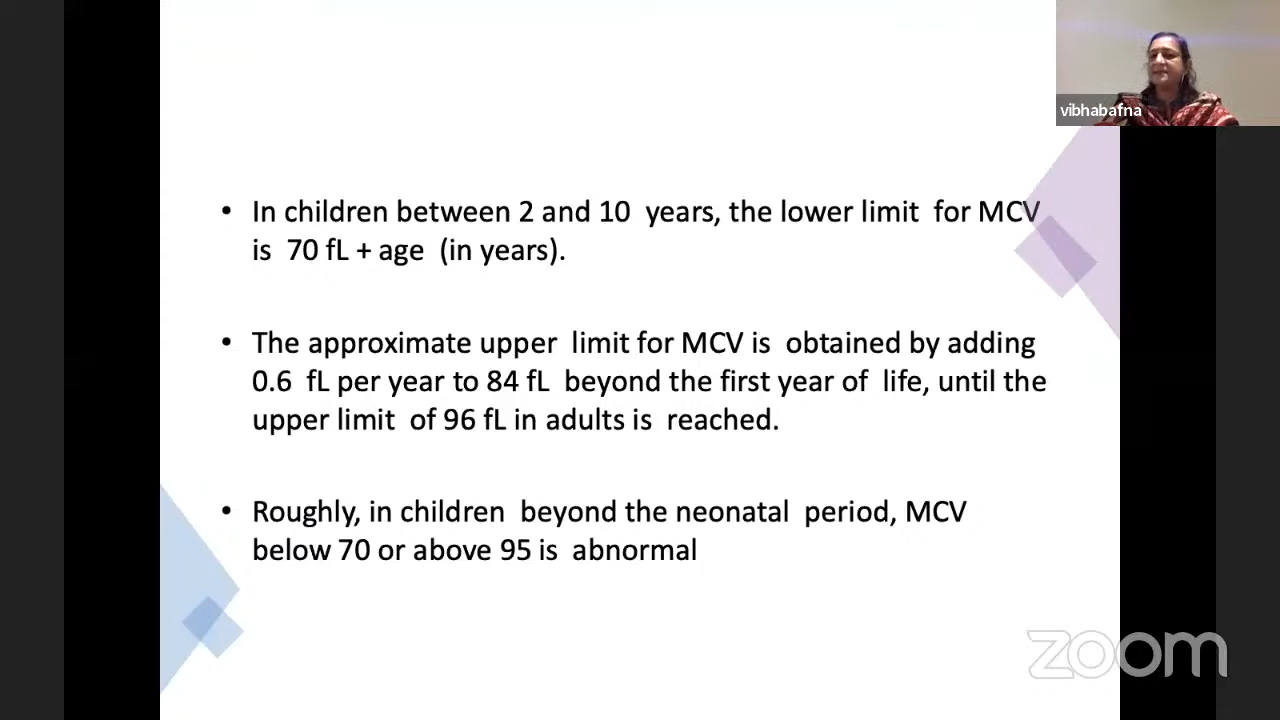 vibhabafna
• In children between 2 and 10 years, the lower limit for MCV
is 70 fL + age (in years).
• The approximate upper limit for MCV is obtained by adding
0.6 fL per year to 84 fL beyond the first year of life, until the
upper limit of 96 fL in adults is reached.
• Roughly, in children beyond the neonatal period, MCV
below 70 or above 95 is abnormal
zoom